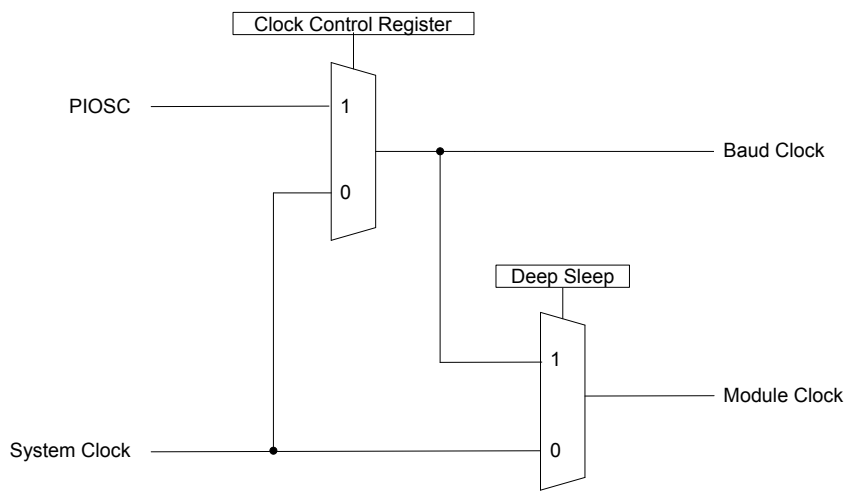 Clock Control Register
PIOSC
1
Baud Clock
0
Deep Sleep
1
Module Clock
System Clock
0